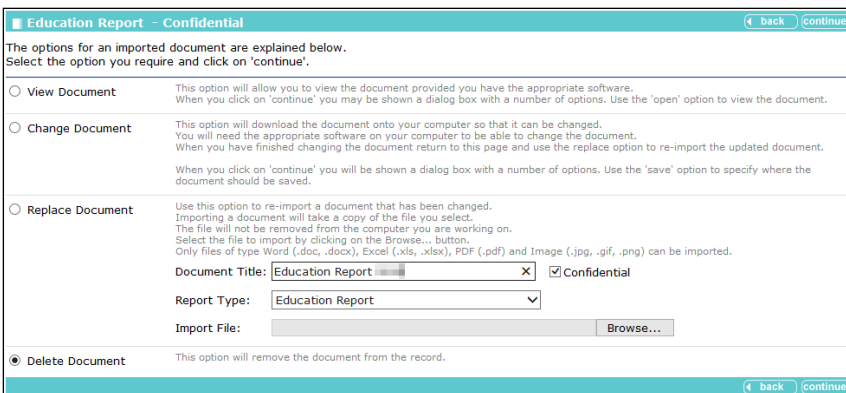 Education Report - Confidential
back continue
The options for an imported document are explained below.
Select the option you require and click on 'continue'.
View Document
This option will allow you to view the document provided you have the appropriate software.
When you click on 'continue' you may be shown a dialog box with a number of options. Use the 'open' option to view the document.
Change Document
This option will download the document onto your computer so that it can be changed.
You will need the appropriate software on your computer to be able to change the document.
When you have finished changing the document return to this page and use the replace option to re-import the updated document.
When you click on 'continue' you will be shown a dialog box with a number of options. Use the 'save' option to specify where the
document should be saved.
Replace Document
Use this option to re-import a document that has been changed.
Importing a document will take a copy of the file you select.
The file will not be removed from the computer you are working on.
Select the file to import by clicking on the Browse... button.
Only files of type Word (.doc, .docx), Excel (.xls, .xlsx), PDF (.pdf) and Image (.jpg, .gif, .png) can be imported.
Document Title: Education Report Confidential
Report Type: Education Report
Import File: Browse...
Delete Document
This option will remove the document from the record.
back continue